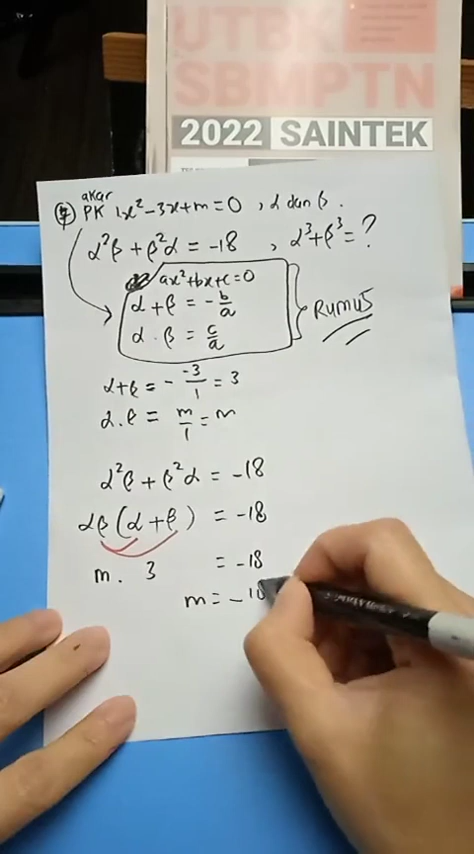 UTBK
SBMPTN
2022 SAINTEK
akar
PK 1x² - 3x + m = 0 , α dan β .
α²β + β²α = -18 , α³ + β³ = ?
ax² + bx + c = 0
α + β = - b/a
α . β = c/a
RUMUS
α + β = - -3/1 = 3
α . β = m/1 = m
α²β + β²α = -18
αβ (α + β) = -18
m . 3 = -18
m = -18